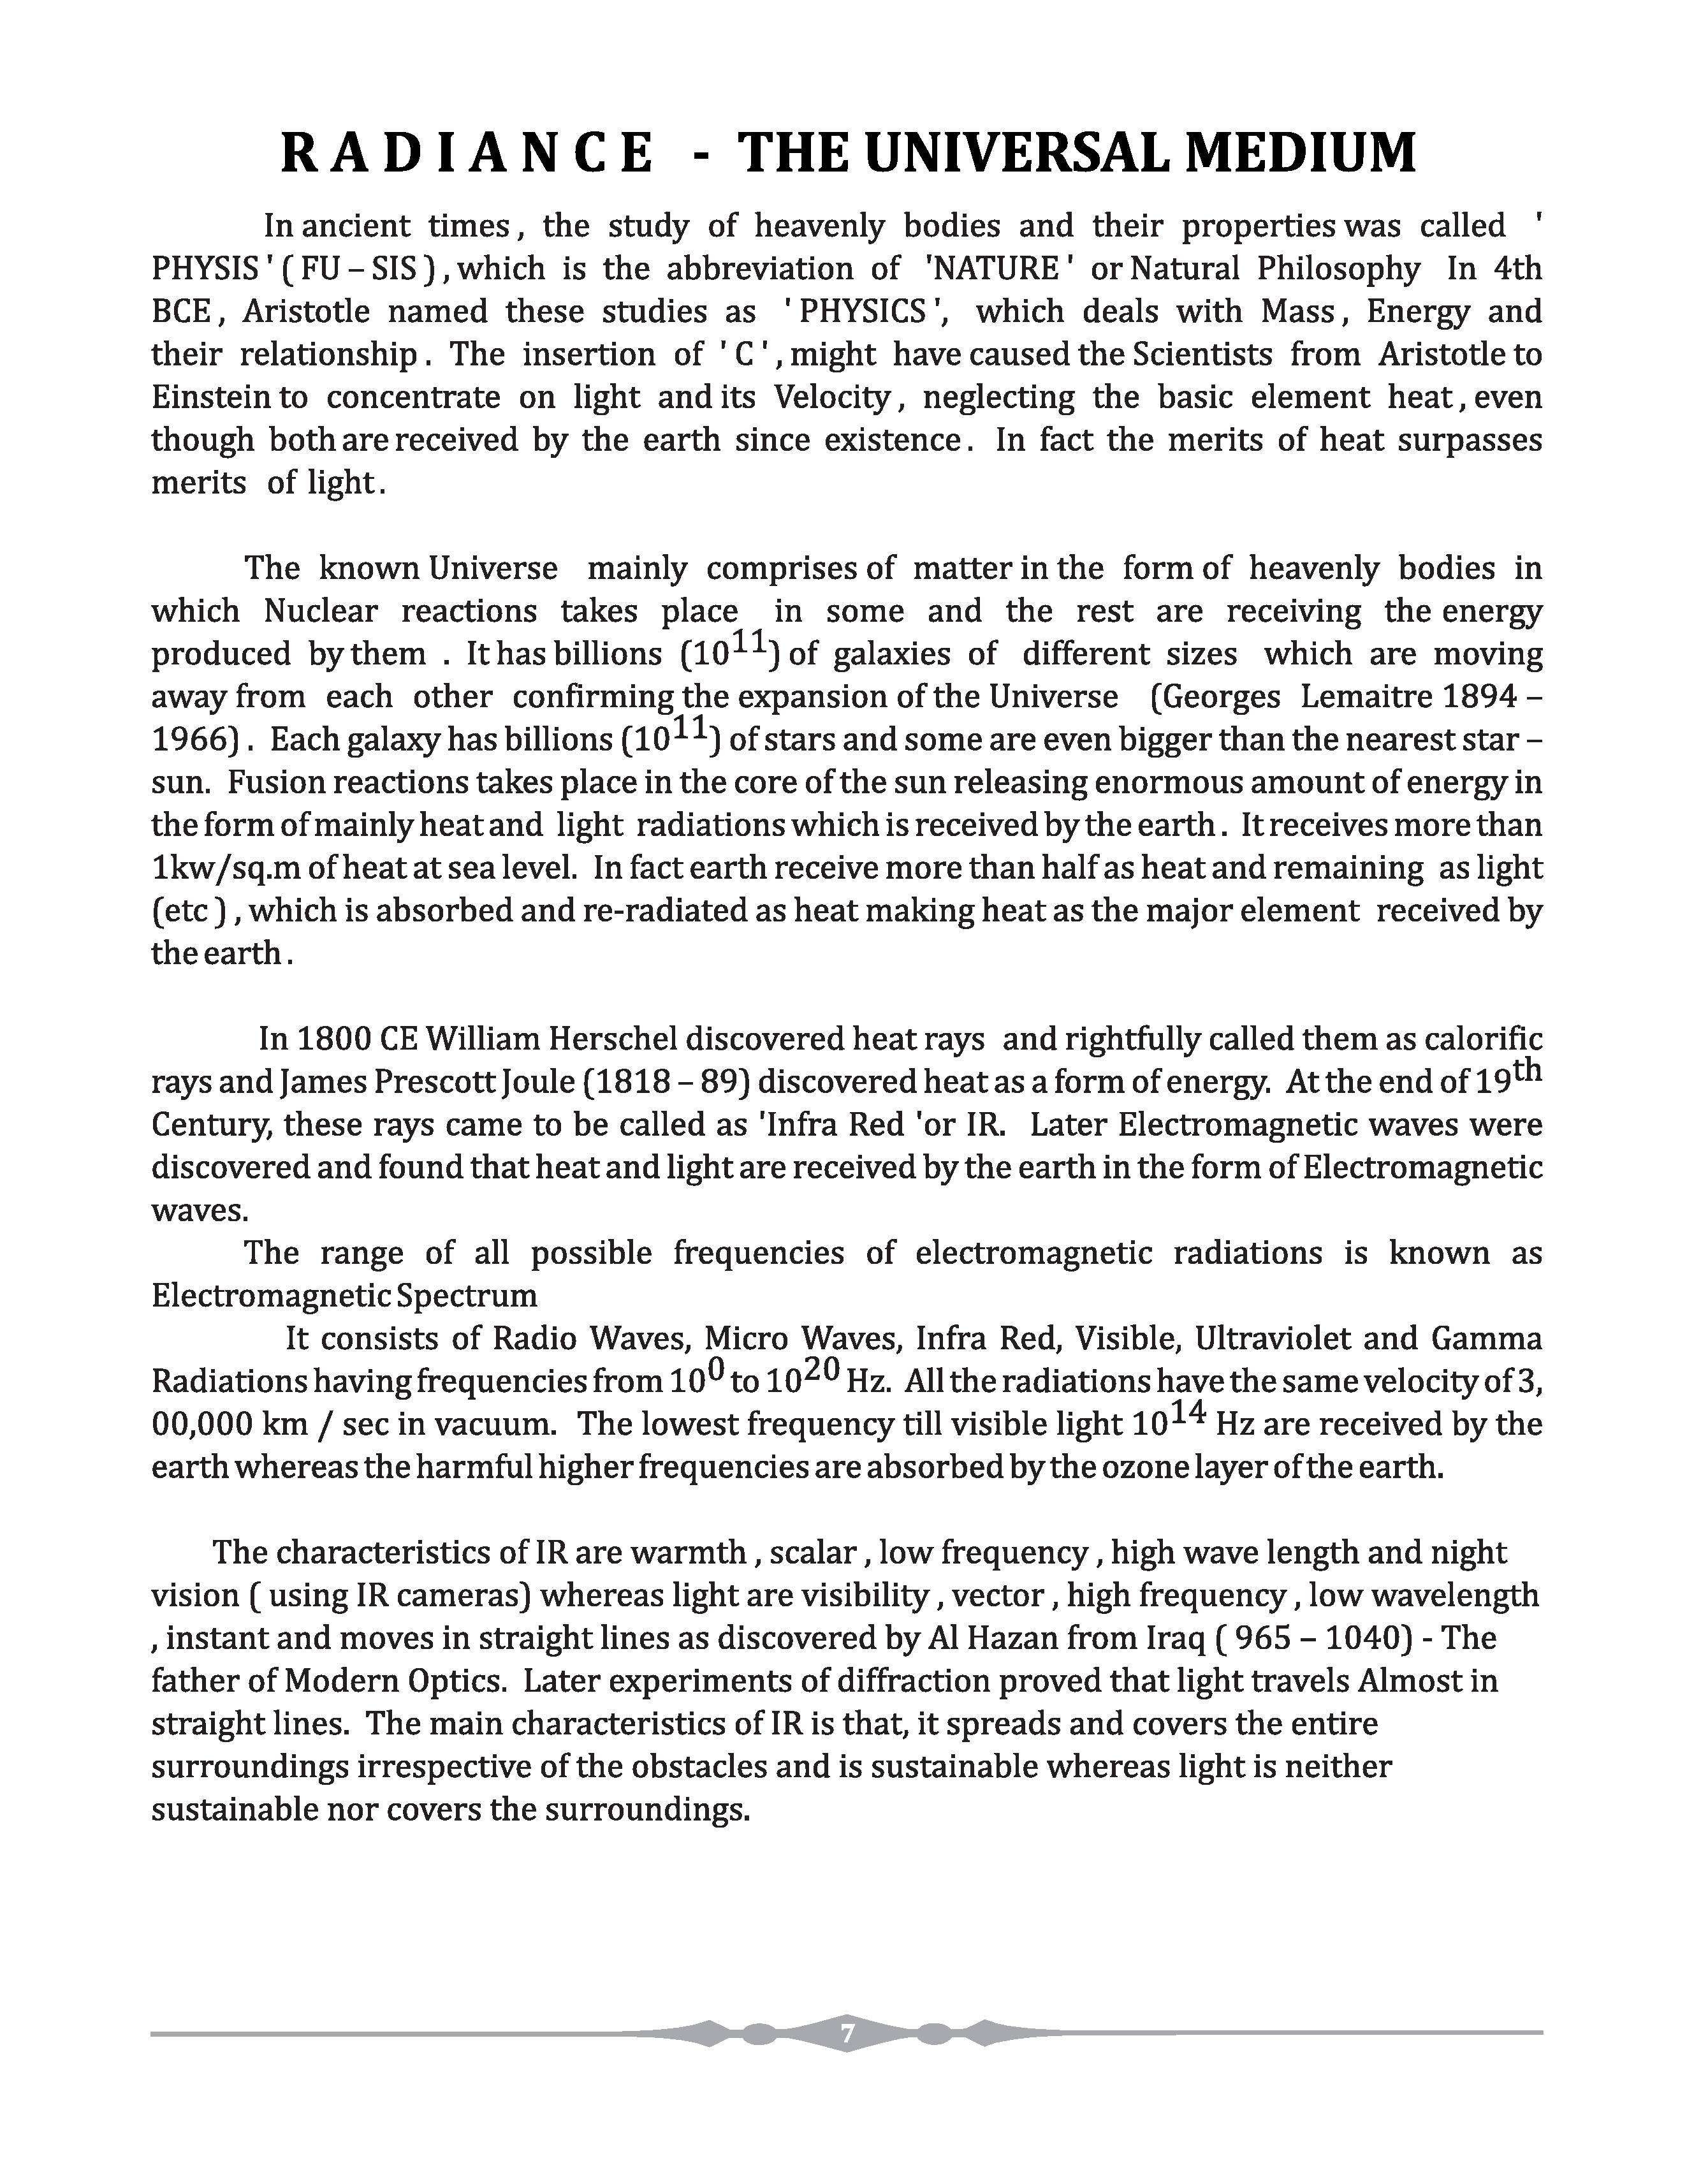 R A D I A N C E - THE UNIVERSAL MEDIUM
In ancient times, the study of heavenly bodies and their properties was called '
PHYSIS ' ( FU – SIS ) , which is the abbreviation of 'NATURE ' or Natural Philosophy In 4th
BCE , Aristotle named these studies as ' PHYSICS ', which deals with Mass , Energy and
their relationship . The insertion of ' C ' , might have caused the Scientists from Aristotle to
Einstein to concentrate on light and its Velocity , neglecting the basic element heat , even
though both are received by the earth since existence . In fact the merits of heat surpasses
merits of light .
The known Universe mainly comprises of matter in the form of heavenly bodies in
which Nuclear reactions takes place in some and the rest are receiving the energy
produced by them . It has billions (10^11) of galaxies of different sizes which are moving
away from each other confirming the expansion of the Universe (Georges Lemaitre 1894 –
1966) . Each galaxy has billions (10^11) of stars and some are even bigger than the nearest star –
sun. Fusion reactions takes place in the core of the sun releasing enormous amount of energy in
the form of mainly heat and light radiations which is received by the earth . It receives more than
1kw/sq.m of heat at sea level. In fact earth receive more than half as heat and remaining as light
(etc ) , which is absorbed and re-radiated as heat making heat as the major element received by
the earth .
In 1800 CE William Herschel discovered heat rays and rightfully called them as calorific
rays and James Prescott Joule (1818 – 89) discovered heat as a form of energy. At the end of 19th
Century, these rays came to be called as 'Infra Red 'or IR. Later Electromagnetic waves were
discovered and found that heat and light are received by the earth in the form of Electromagnetic
waves.
The range of all possible frequencies of electromagnetic radiations is known as
Electromagnetic Spectrum
It consists of Radio Waves, Micro Waves, Infra Red, Visible, Ultraviolet and Gamma
Radiations having frequencies from 10^0 to 10^20 Hz. All the radiations have the same velocity of 3,
00,000 km / sec in vacuum. The lowest frequency till visible light 10^14 Hz are received by the
earth whereas the harmful higher frequencies are absorbed by the ozone layer of the earth.
The characteristics of IR are warmth , scalar , low frequency , high wave length and night
vision ( using IR cameras) whereas light are visibility , vector , high frequency , low wavelength
, instant and moves in straight lines as discovered by Al Hazan from Iraq ( 965 – 1040) - The
father of Modern Optics. Later experiments of diffraction proved that light travels Almost in
straight lines. The main characteristics of IR is that, it spreads and covers the entire
surroundings irrespective of the obstacles and is sustainable whereas light is neither
sustainable nor covers the surroundings.
7